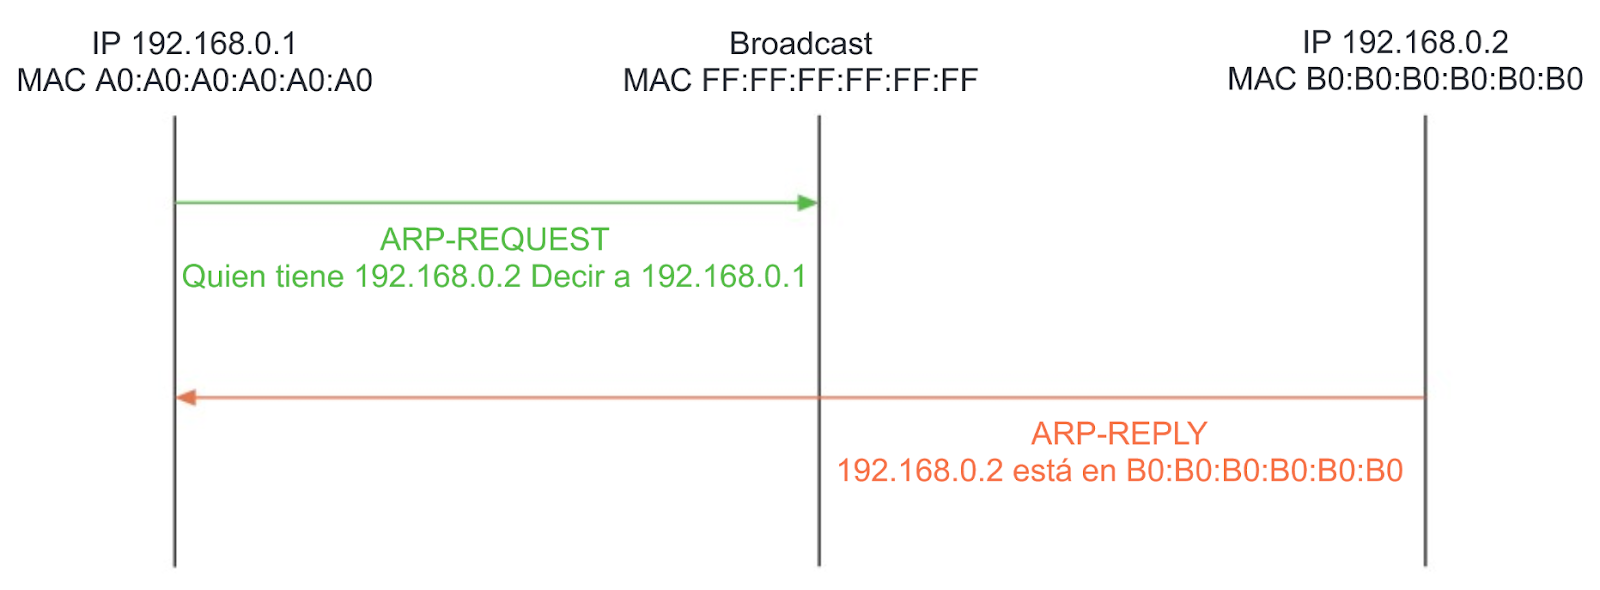 IP 192.168.0.1
MAC A0:A0:A0:A0:A0:A0
Broadcast
MAC FF:FF:FF:FF:FF:FF
IP 192.168.0.2
MAC B0:B0:B0:B0:B0:B0
ARP-REQUEST
Quien tiene 192.168.0.2 Decir a 192.168.0.1
ARP-REPLY
192.168.0.2 está en B0:B0:B0:B0:B0:B0